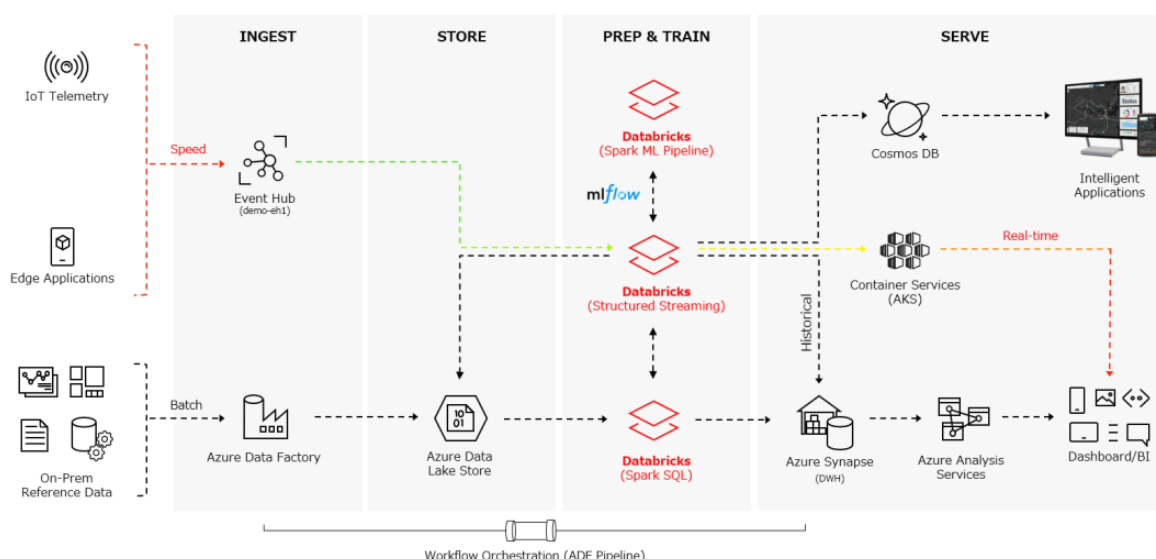 INGEST
STORE
PREP & TRAIN
SERVE
IoT Telemetry
Speed
Event Hub
(demo-eh1)
Edge Applications
Databricks
(Spark ML Pipeline)
mlflow
Databricks
(Structured Streaming)
Cosmos DB
Intelligent
Applications
Real-time
Container Services
(AKS)
Historical
Batch
On-Prem
Reference Data
Azure Data Factory
10
01
Azure Data
Lake Store
Databricks
(Spark SQL)
Azure Synapse
(DWH)
Azure Analysis
Services
Dashboard/BI
Workflow Orchestration (ADF Pipeline)